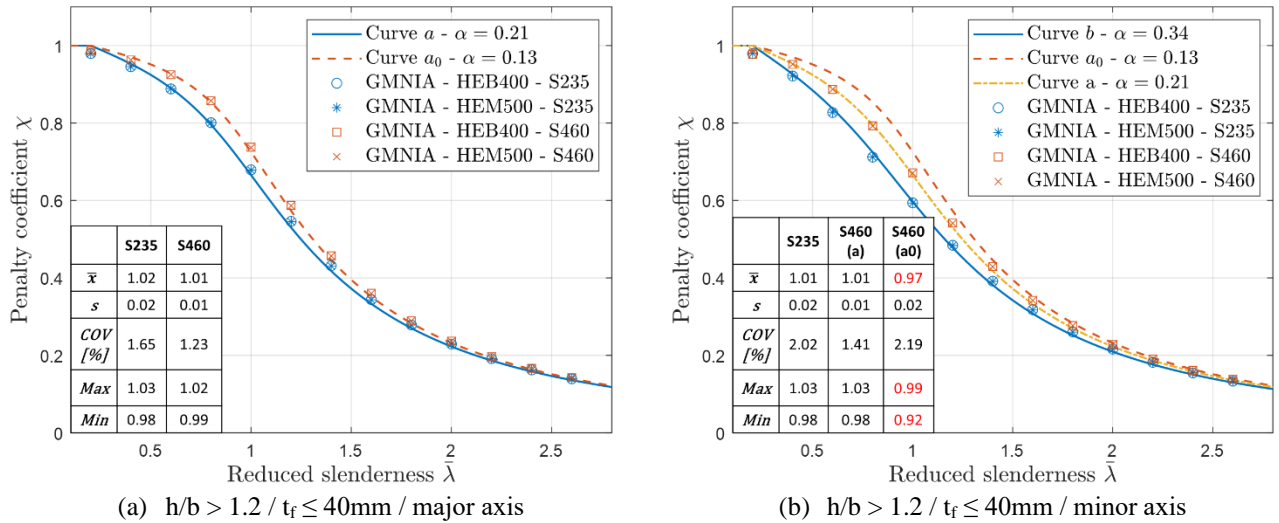 Penalty coefficient χ
1
0.8
0.6
0.4
0.2
0
Curve a - α = 0.21
Curve a₀ - α = 0.13
GMNIA - HEB400 - S235
GMNIA - HEM500 - S235
GMNIA - HEB400 - S460
GMNIA - HEM500 - S460
S235 S460
x̅ 1.02 1.01
s 0.02 0.01
COV [%] 1.65 1.23
Max 1.03 1.02
Min 0.98 0.99
0.5 1 1.5 2 2.5
Reduced slenderness λ̄
(a) h/b > 1.2 / t_f ≤ 40mm / major axis
Penalty coefficient χ
1
0.8
0.6
0.4
0.2
0
Curve b - α = 0.34
Curve a₀ - α = 0.13
Curve a - α = 0.21
GMNIA - HEB400 - S235
GMNIA - HEM500 - S235
GMNIA - HEB400 - S460
GMNIA - HEM500 - S460
S235 S460 (a) S460 (a0)
x̅ 1.01 1.01 0.97
s 0.02 0.01 0.02
COV [%] 2.02 1.41 2.19
Max 1.03 1.03 0.99
Min 0.98 0.98 0.92
0.5 1 1.5 2 2.5
Reduced slenderness λ̄
(b) h/b > 1.2 / t_f ≤ 40mm / minor axis